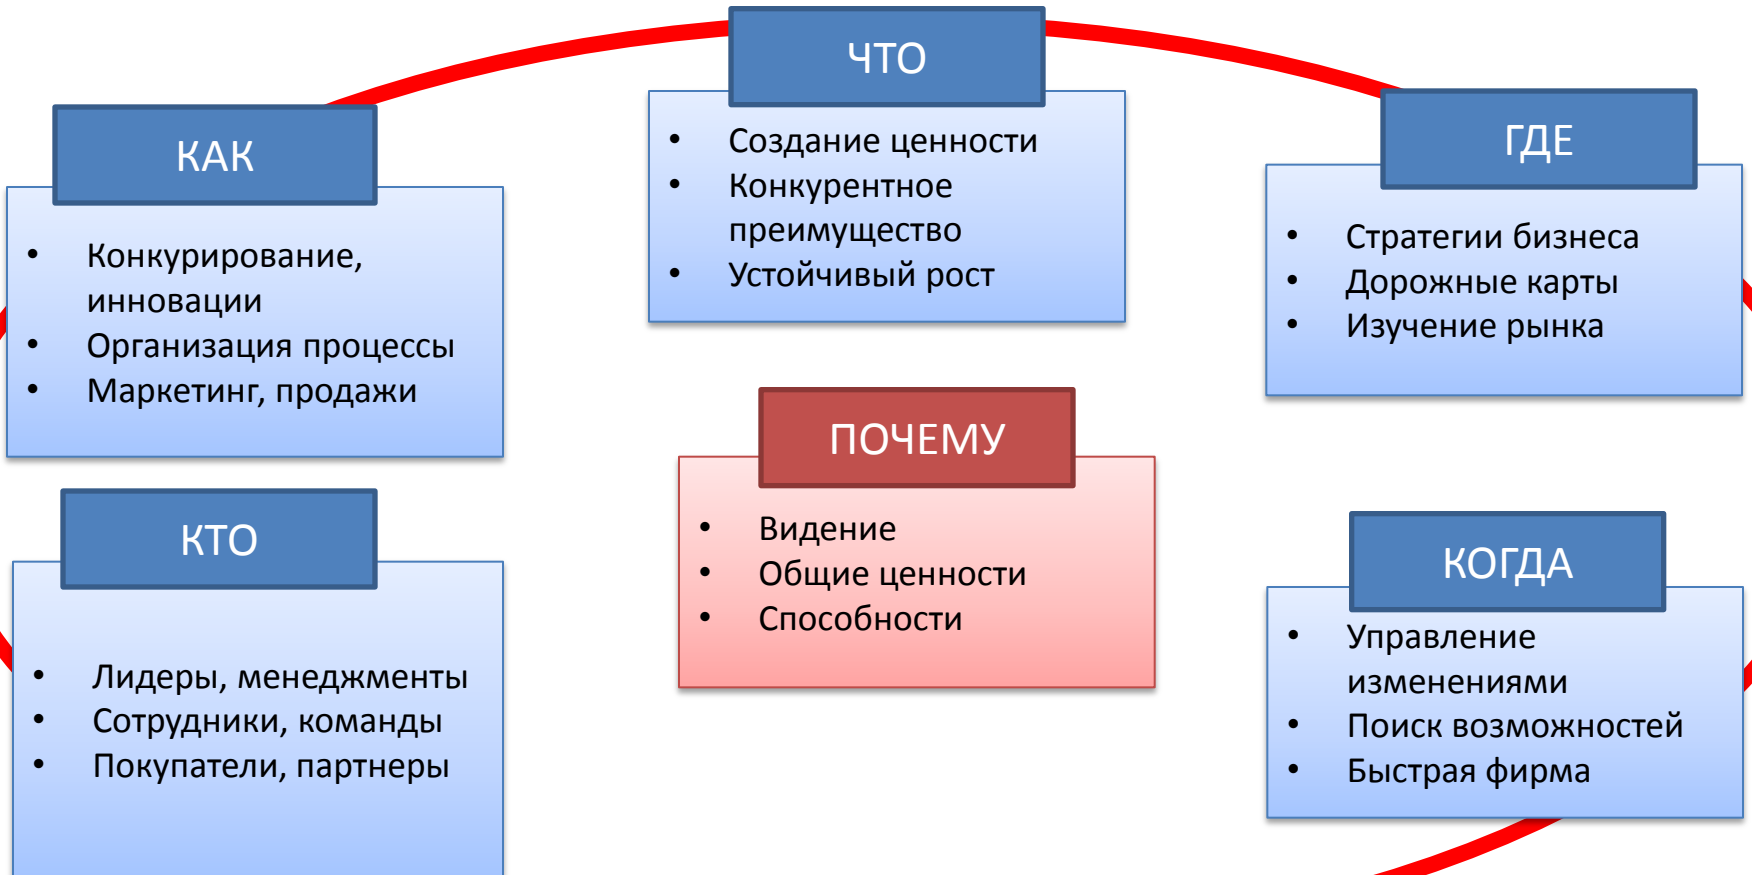 ЧТО
Создание ценности
Конкурентное
преимущество
Устойчивый рост
КАК
Конкурирование,
инновации
Организация процессы
Маркетинг, продажи
ГДЕ
Стратегии бизнеса
Дорожные карты
Изучение рынка
ПОЧЕМУ
Видение
Общие ценности
Способности
КТО
Лидеры, менеджменты
Сотрудники, команды
Покупатели, партнеры
КОГДА
Управление
изменениями
Поиск возможностей
Быстрая фирма